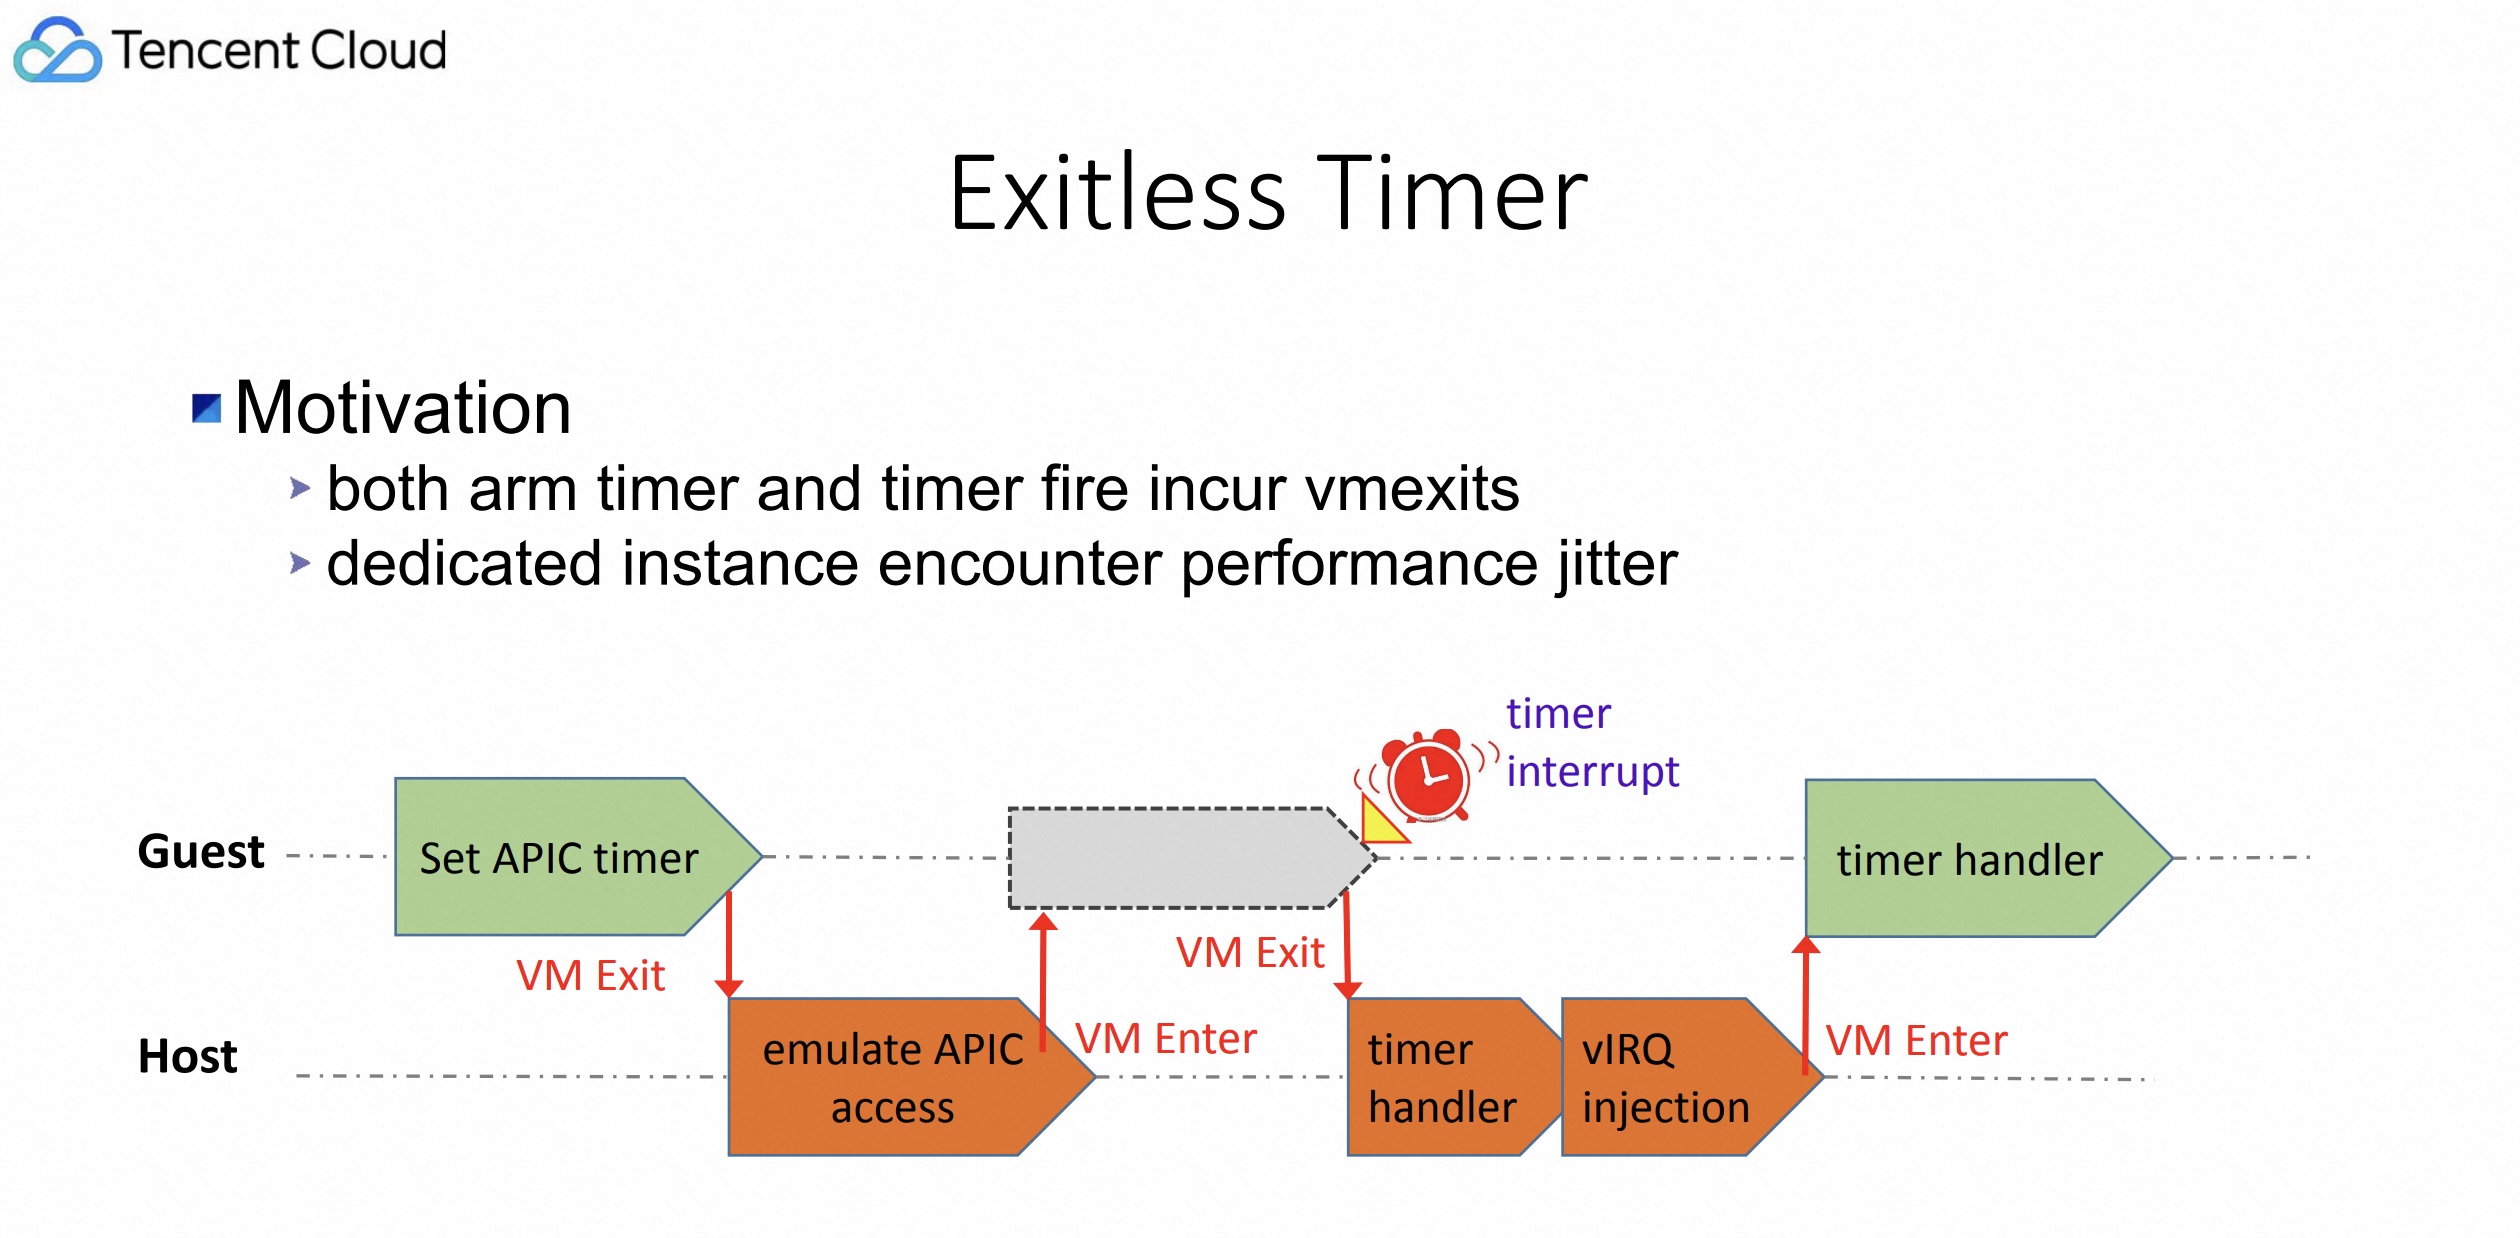 Tencent Cloud
Exitless Timer
Motivation
both arm timer and timer fire incur vmexits
dedicated instance encounter performance jitter
timer
interrupt
Guest
Set APIC timer
timer handler
VM Exit
VM Exit
Host
emulate APIC
access
VM Enter
timer
handler
vIRQ
injection
VM Enter